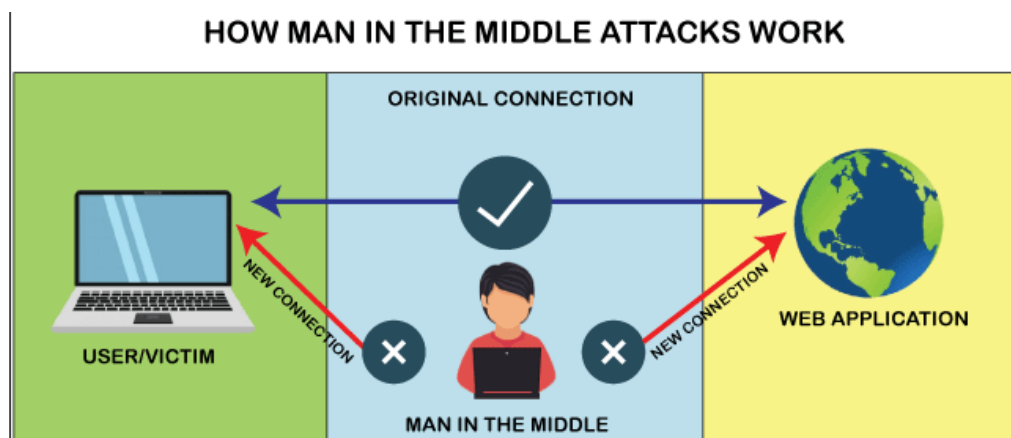 HOW MAN IN THE MIDDLE ATTACKS WORK
ORIGINAL CONNECTION
NEW CONNECTION
NEW CONNECTION
USER/VICTIM
WEB APPLICATION
MAN IN THE MIDDLE